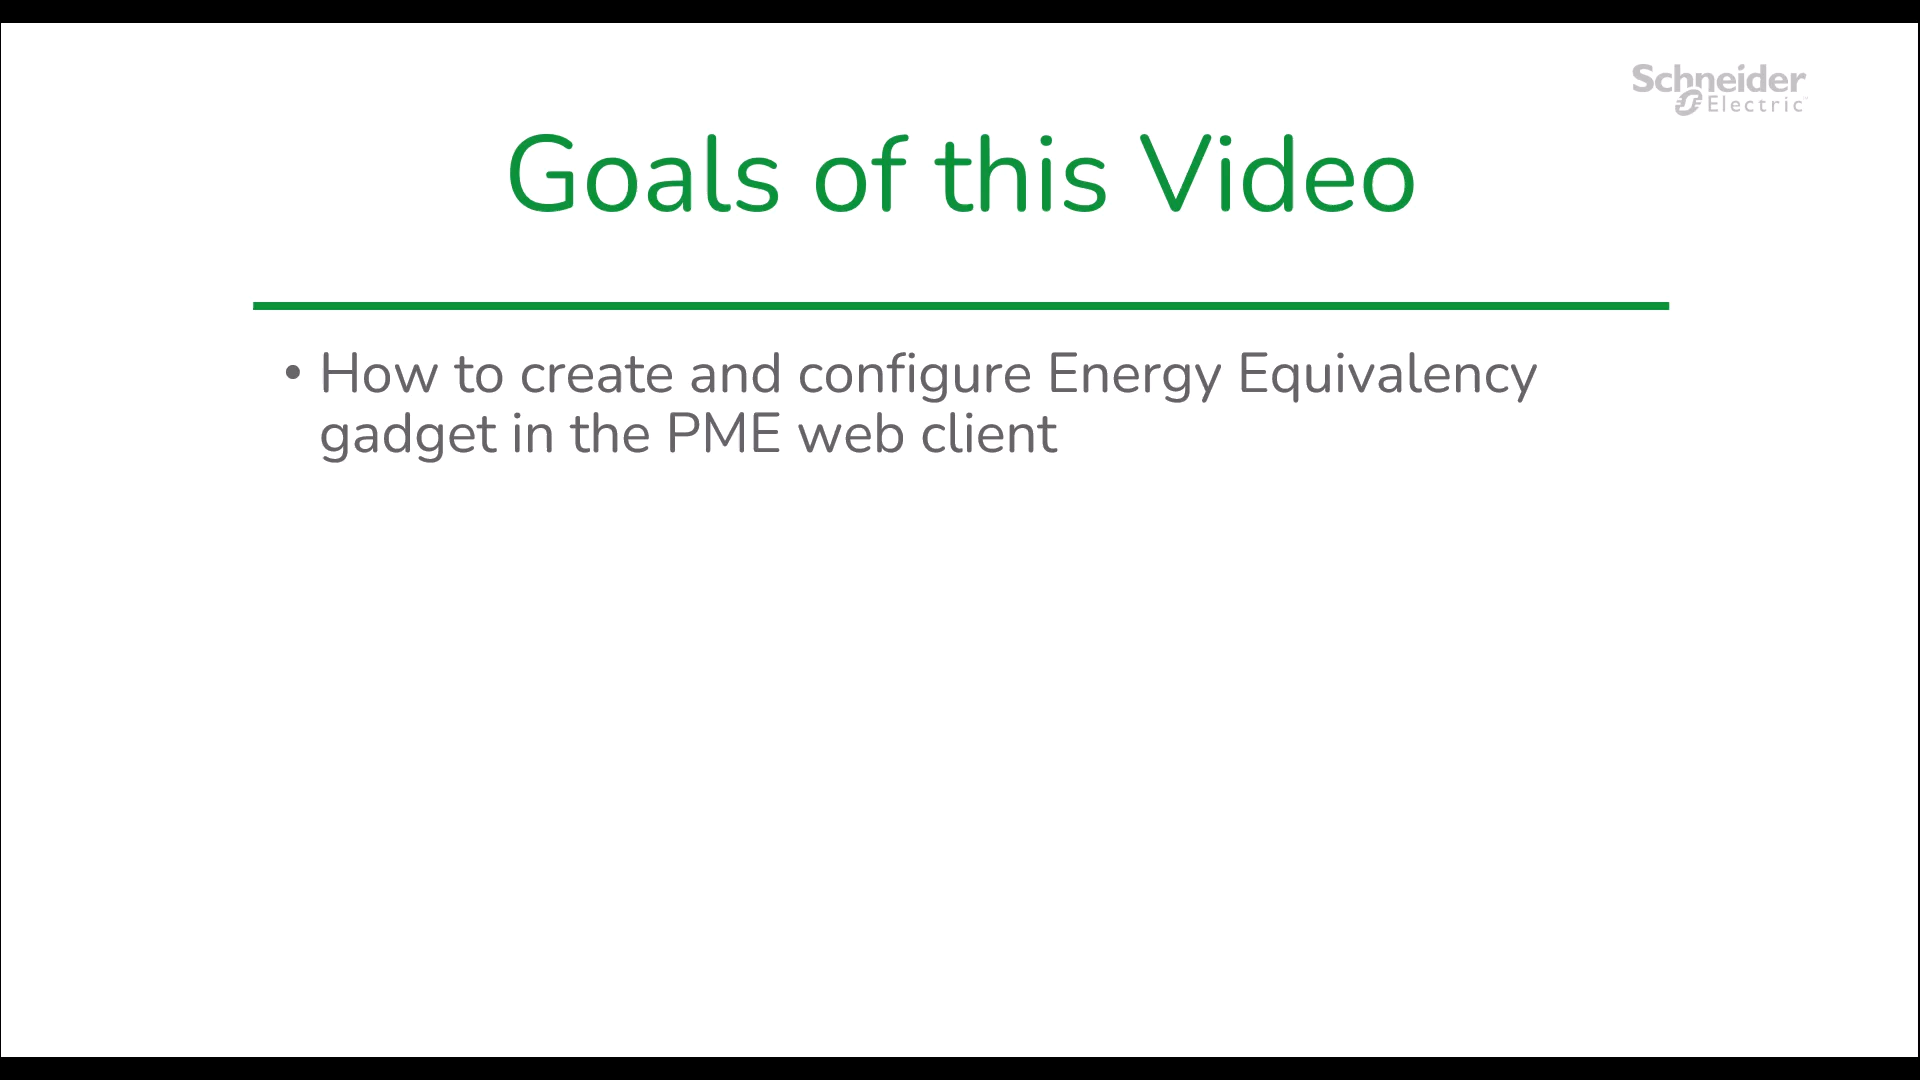 Schneider
Electric
Goals of this Video
• How to create and configure Energy Equivalency
gadget in the PME web client